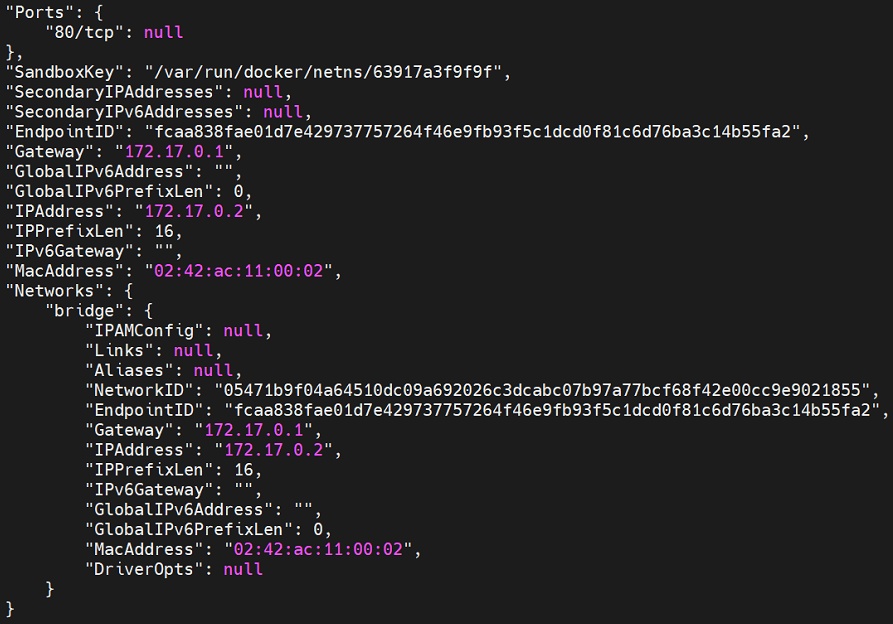 "Ports": {
    "80/tcp": null
},
"SandboxKey": "/var/run/docker/netns/63917a3f9f9f",
"SecondaryIPAddresses": null,
"SecondaryIPv6Addresses": null,
"EndpointID": "fcaa838fae01d7e429737757264f46e9fb93f5c1dcd0f81c6d76ba3c14b55fa2",
"Gateway": "172.17.0.1",
"GlobalIPv6Address": "",
"GlobalIPv6PrefixLen": 0,
"IPAddress": "172.17.0.2",
"IPPrefixLen": 16,
"IPv6Gateway": "",
"MacAddress": "02:42:ac:11:00:02",
"Networks": {
    "bridge": {
        "IPAMConfig": null,
        "Links": null,
        "Aliases": null,
        "NetworkID": "05471b9f04a64510dc09a692026c3dcabc07b97a77bcf68f42e00cc9e9021855",
        "EndpointID": "fcaa838fae01d7e429737757264f46e9fb93f5c1dcd0f81c6d76ba3c14b55fa2",
        "Gateway": "172.17.0.1",
        "IPAddress": "172.17.0.2",
        "IPPrefixLen": 16,
        "IPv6Gateway": "",
        "GlobalIPv6Address": "",
        "GlobalIPv6PrefixLen": 0,
        "MacAddress": "02:42:ac:11:00:02",
        "DriverOpts": null
    }
}